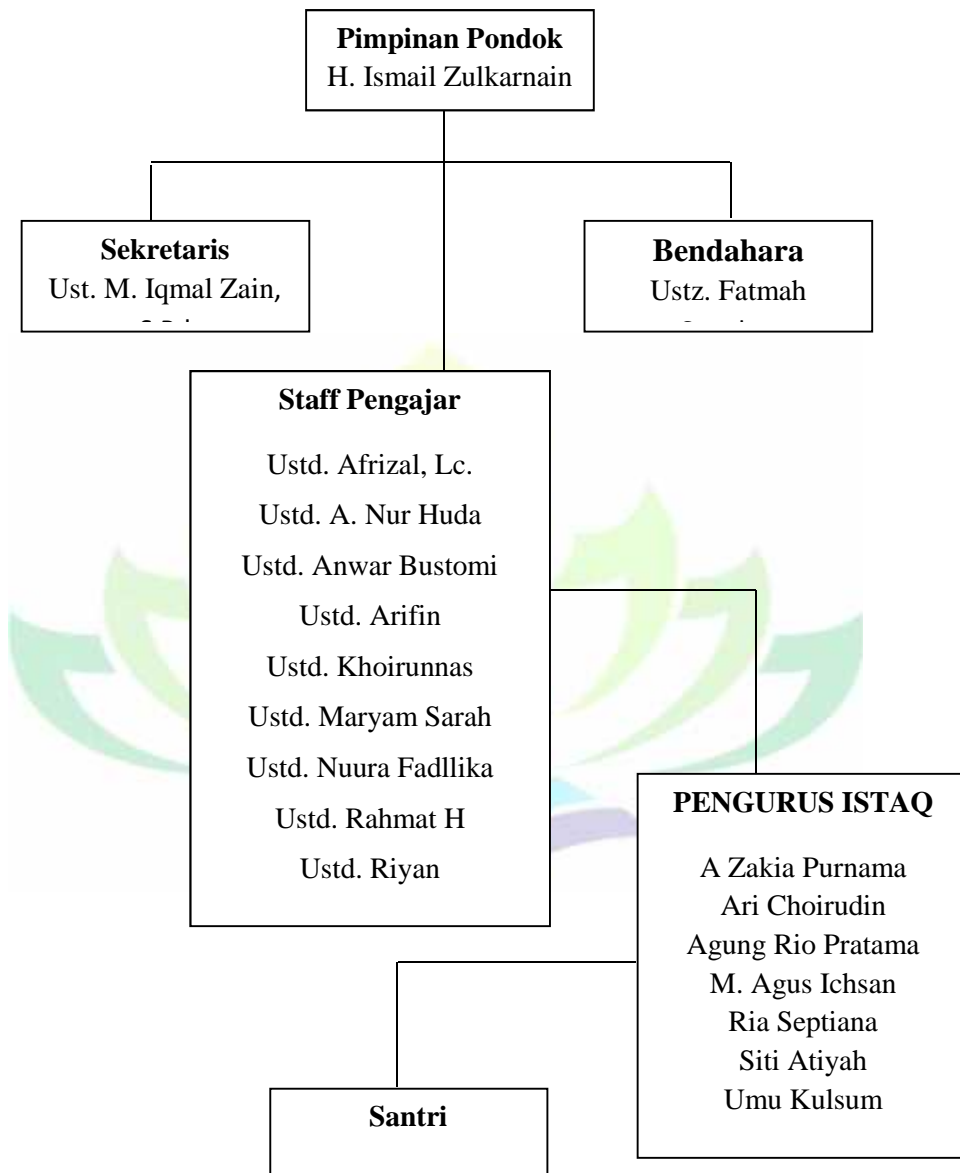 Pimpinan Pondok
H. Ismail Zulkarnain
Sekretaris
Ust. M. Iqmal Zain,
Bendahara
Ustz. Fatmah
Staff Pengajar
Ustd. Afrizal, Lc.
Ustd. A. Nur Huda
Ustd. Anwar Bustomi
Ustd. Arifin
Ustd. Khoirunnas
Ustd. Maryam Sarah
Ustd. Nuura Fadllika
Ustd. Rahmat H
Ustd. Riyan
PENGURUS ISTAQ
A Zakia Purnama
Ari Choirudin
Agung Rio Pratama
M. Agus Ichsan
Ria Septiana
Siti Atiyah
Umu Kulsum
Santri